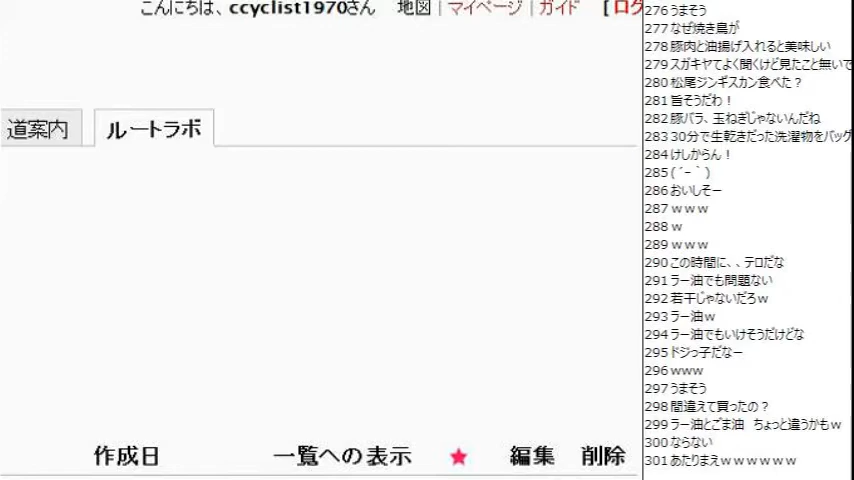 こんにちは、ccyclist1970さん 地図 | マイページ | ガイド [ログ
道案内 ルートラボ
作成日 一覧への表示 ★ 編集 削除
276 うまそう
277 なぜ焼き鳥が
278 豚肉と油揚げ入れると美味しい
279 スガキヤてよく聞くけど見たこと無いで
280 松尾ジンギスカン食べた？
281 旨そうだわ！
282 豚バラ、玉ねぎじゃないんだね
283 30分で生乾きだった洗濯物をバッグ
284 けしからん！
285 (´-｀)
286 おいしそー
287 ｗｗｗ
288 ｗ
289 ｗｗｗ
290 この時間に、、テロだな
291 ラー油でも問題ない
292 若干じゃないだろｗ
293 ラー油ｗ
294 ラー油でもいけそうだけどな
295 ドジっ子だなー
296 www
297 うまそう
298 間違えて買ったの？
299 ラー油とごま油　ちょっと違うかもｗ
300 ならない
301 あたりまえｗｗｗｗｗｗ